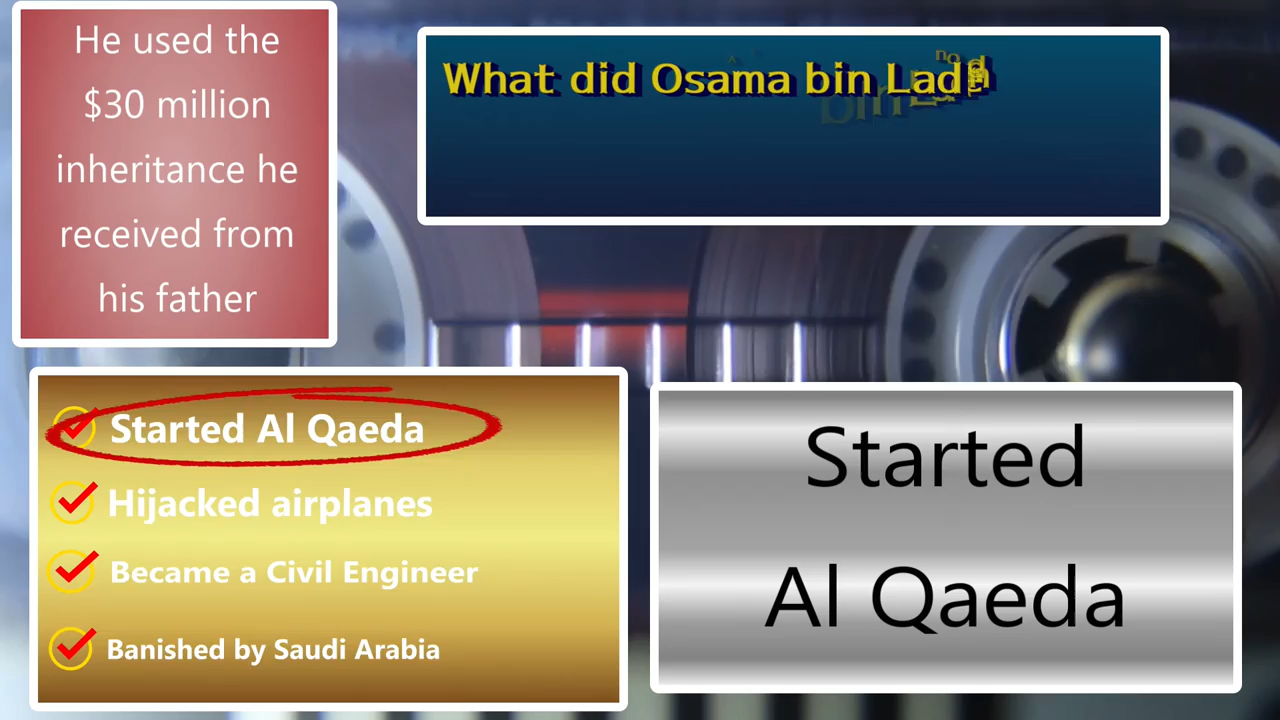 He used the
$30 million
inheritance he
received from
his father
What did Osama bin Lad
Started Al Qaeda
Hijacked airplanes
Became a Civil Engineer
Banished by Saudi Arabia
Started
Al Qaeda